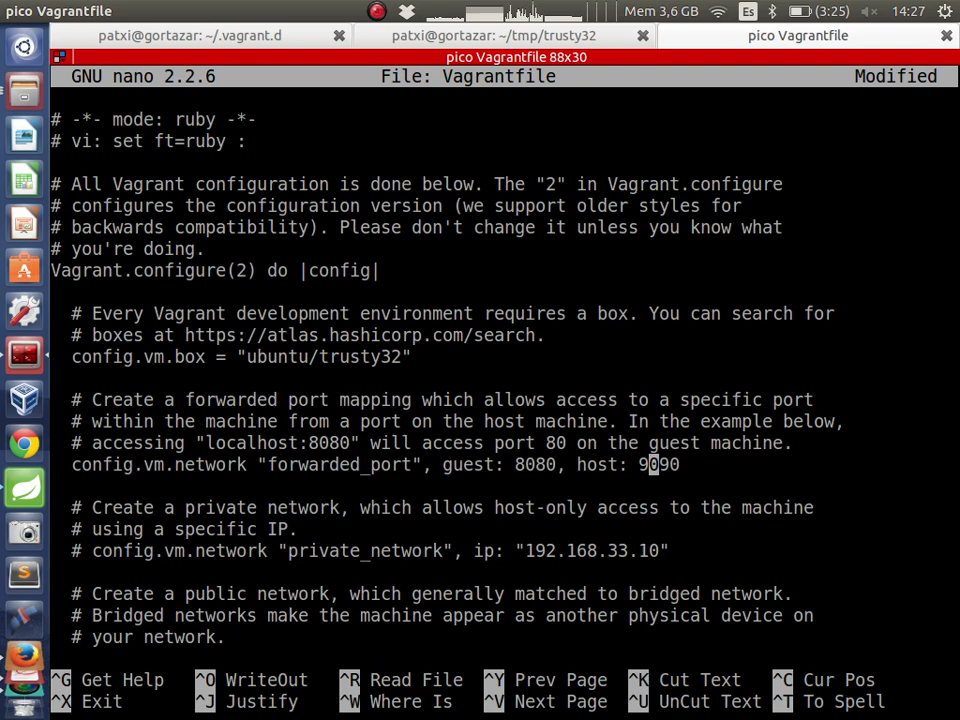 pico Vagrantfile
Mem 3,6 GB
Es
(3:25)
14:27
patxi@gortazar: ~/.vagrant.d
patxi@gortazar: ~/tmp/trusty32
pico Vagrantfile
pico Vagrantfile 88x30
GNU nano 2.2.6
File: Vagrantfile
Modified
# -*- mode: ruby -*-
# vi: set ft=ruby :
# All Vagrant configuration is done below. The "2" in Vagrant.configure
# configures the configuration version (we support older styles for
# backwards compatibility). Please don't change it unless you know what
# you're doing.
Vagrant.configure(2) do |config|
# Every Vagrant development environment requires a box. You can search for
# boxes at https://atlas.hashicorp.com/search.
config.vm.box = "ubuntu/trusty32"
# Create a forwarded port mapping which allows access to a specific port
# within the machine from a port on the host machine. In the example below,
# accessing "localhost:8080" will access port 80 on the guest machine.
config.vm.network "forwarded_port", guest: 8080, host: 9090
# Create a private network, which allows host-only access to the machine
# using a specific IP.
# config.vm.network "private_network", ip: "192.168.33.10"
# Create a public network, which generally matched to bridged network.
# Bridged networks make the machine appear as another physical device on
# your network.
^G Get Help ^O WriteOut ^R Read File ^Y Prev Page ^K Cut Text ^C Cur Pos
^X Exit ^J Justify ^W Where Is ^V Next Page ^U UnCut Text ^T To Spell